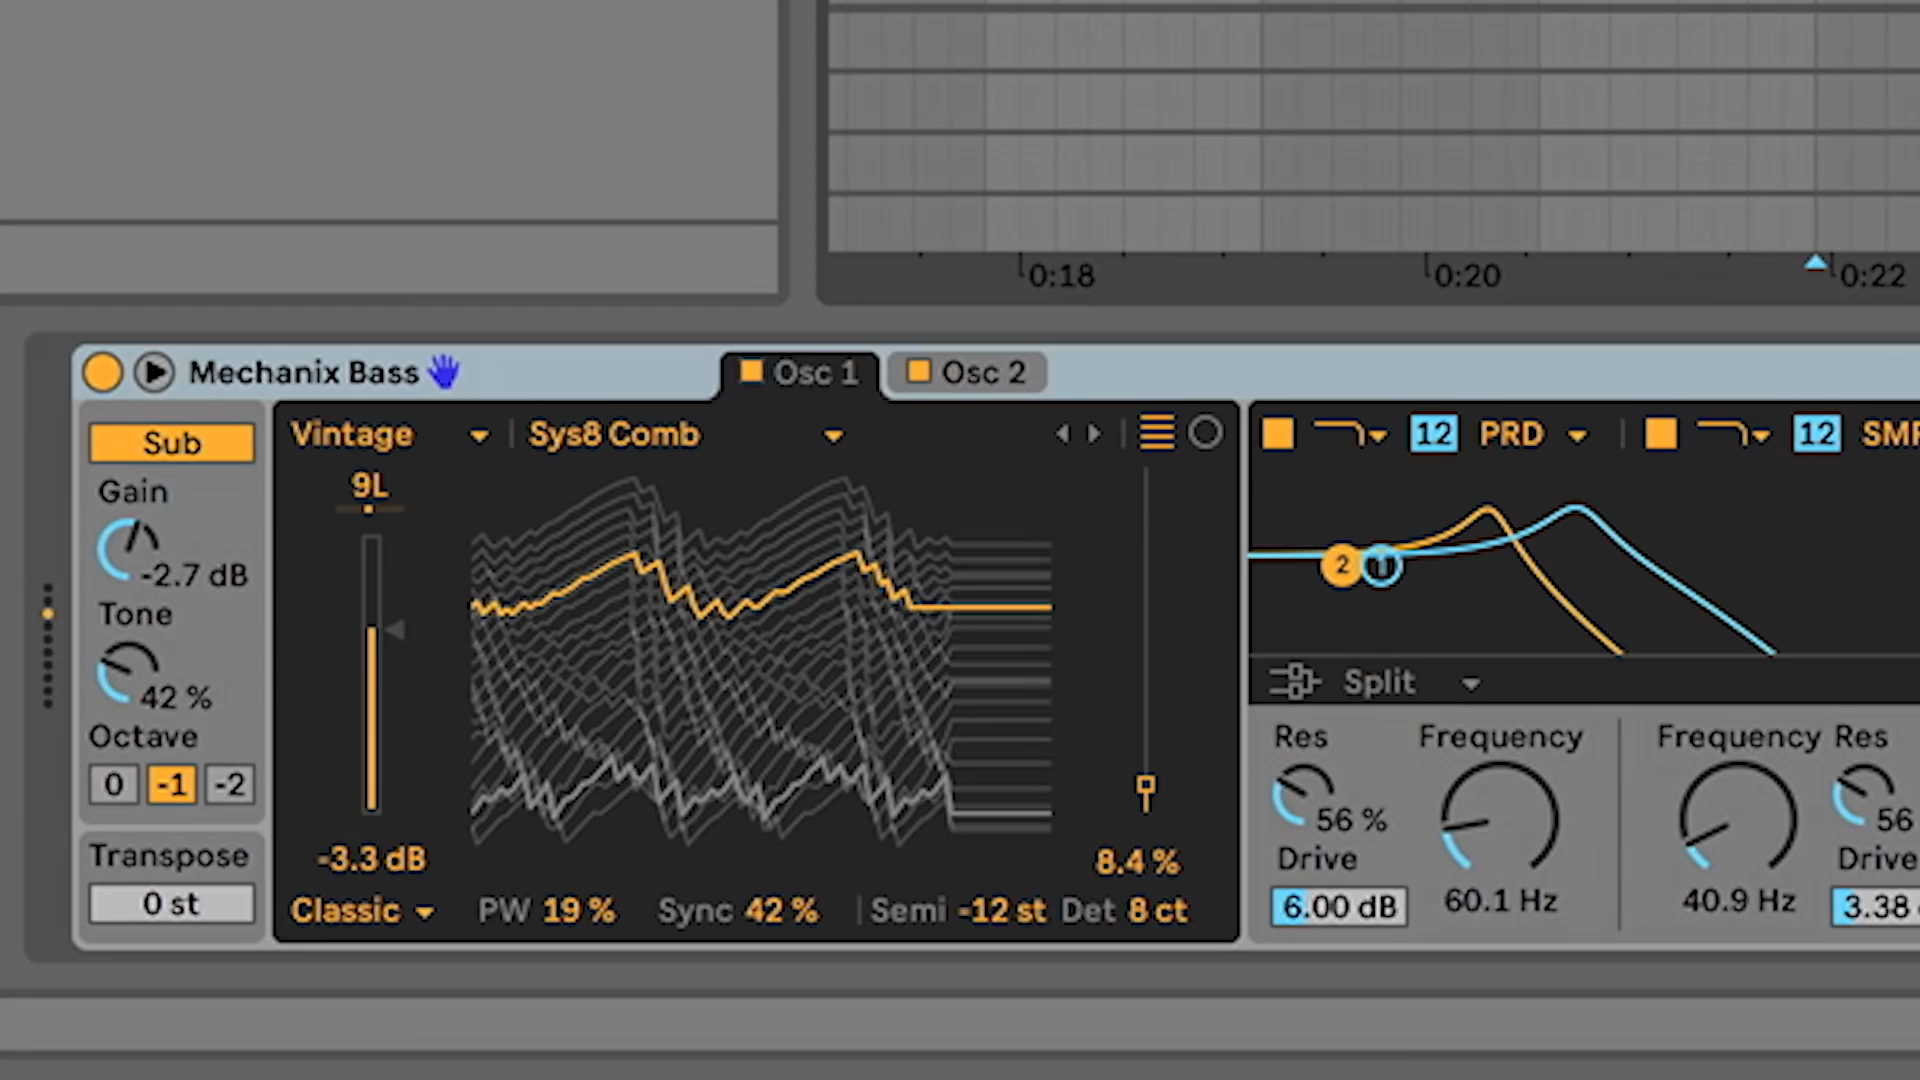 0:18 0:20 0:22
Mechanix Bass Osc 1 Osc 2
Sub
Gain
-2.7 dB
Tone
42 %
Octave
0 -1 -2
Transpose
0 st
Vintage Sys8 Comb
9L
-3.3 dB
8.4 %
Classic PW 19 % Sync 42 % Semi -12 st Det 8 ct
12 PRD 12
2
Split
Res Frequency Frequency Res
56 % 56
Drive 60.1 Hz 40.9 Hz Drive
6.00 dB 3.38